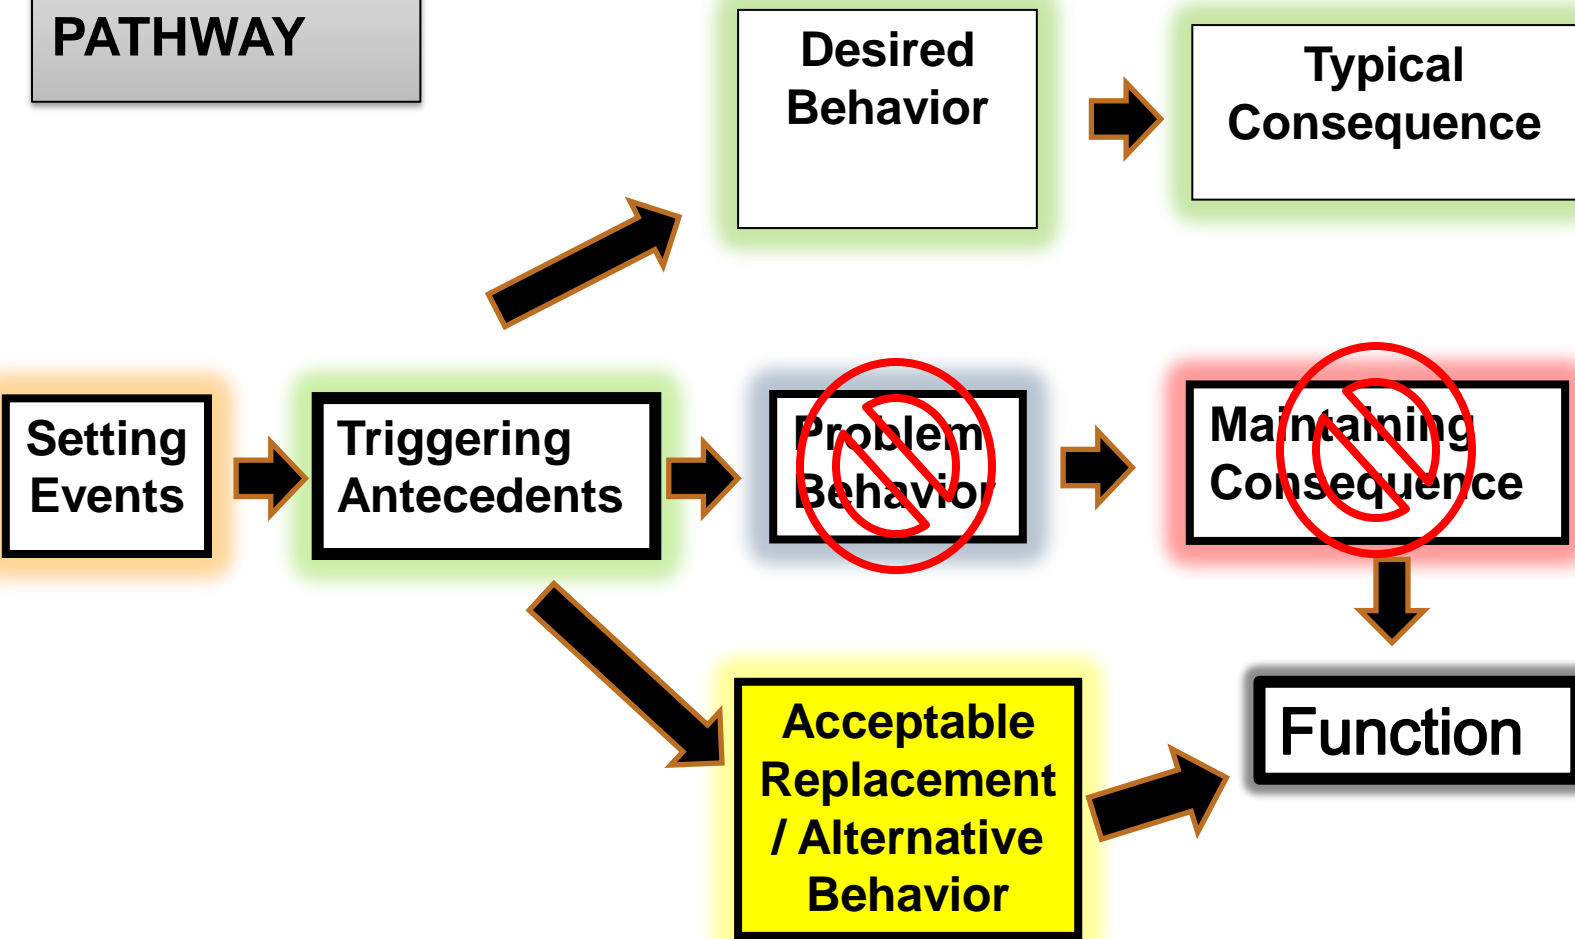 PATHWAY
Desired
Behavior
Typical
Consequence
Setting
Events
Triggering
Antecedents
Problem
Behavior
Maintaining
Consequence
Acceptable
Replacement
/ Alternative
Behavior
Function